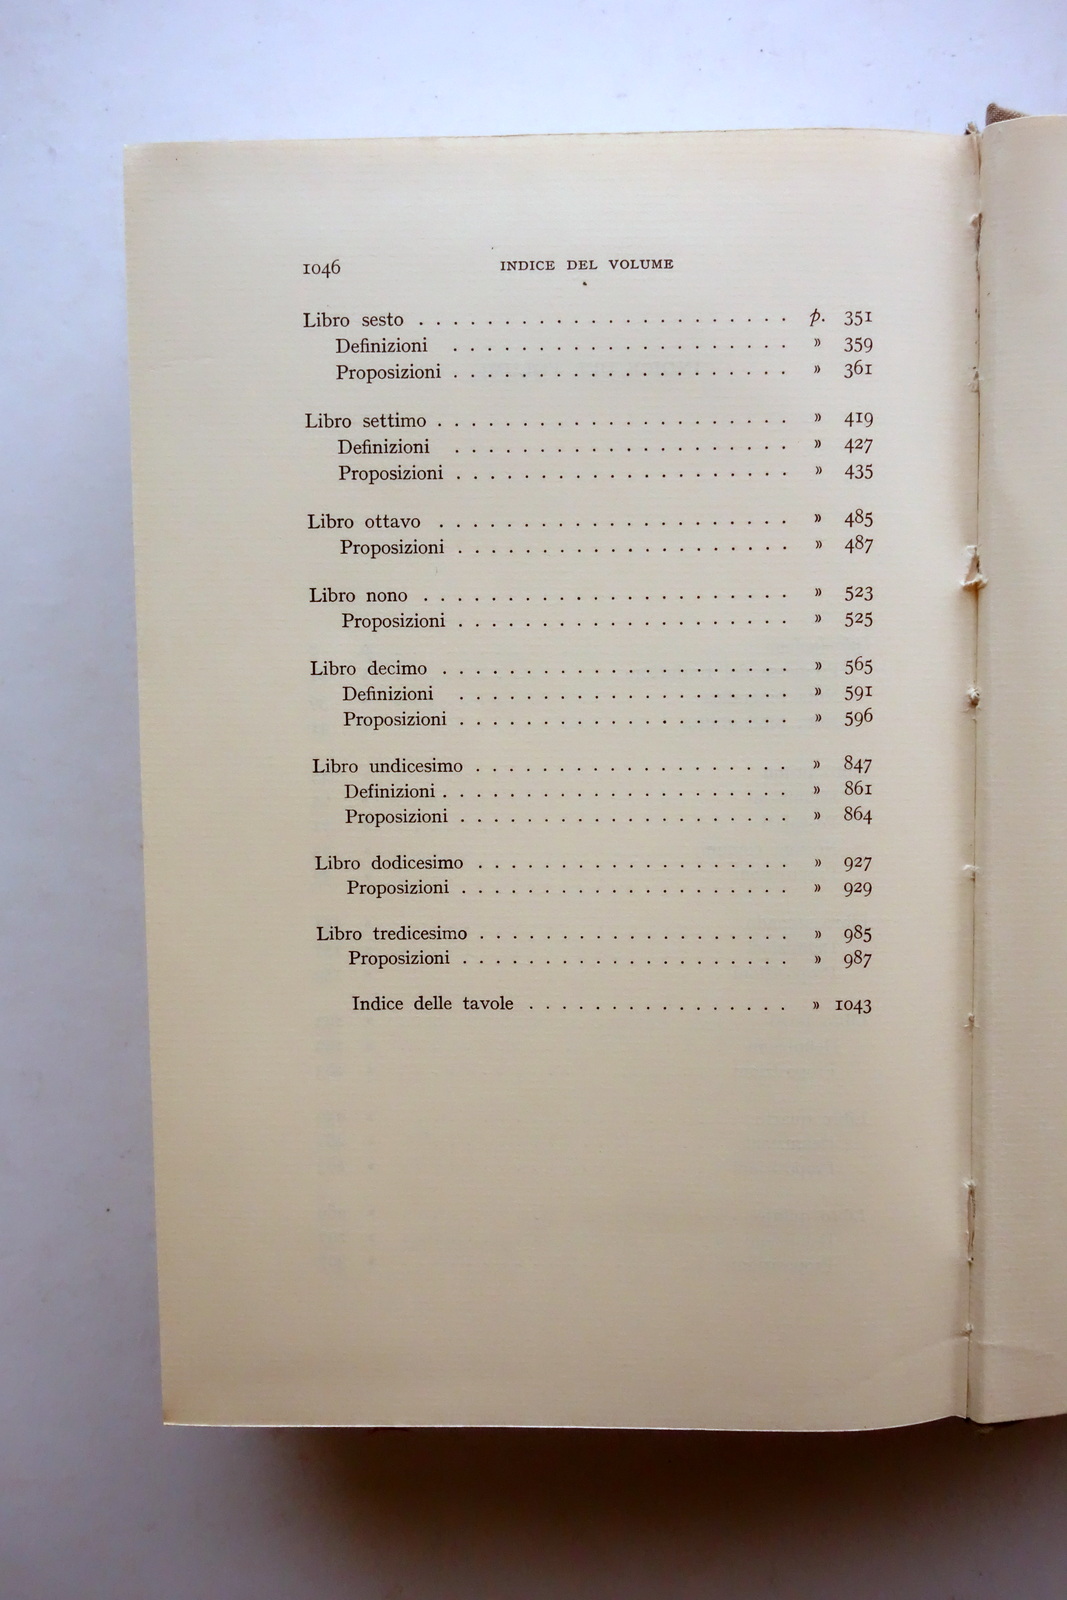 1046 INDICE DEL VOLUME
Libro sesto . . . . . . . . . . . . . . . . . . . . . . . p. 351
Definizioni . . . . . . . . . . . . . . . . . . . . » 359
Proposizioni . . . . . . . . . . . . . . . . . . . . » 361
Libro settimo . . . . . . . . . . . . . . . . . . . . . » 419
Definizioni . . . . . . . . . . . . . . . . . . . . » 427
Proposizioni . . . . . . . . . . . . . . . . . . . . » 435
Libro ottavo . . . . . . . . . . . . . . . . . . . . . » 485
Proposizioni . . . . . . . . . . . . . . . . . . . . » 487
Libro nono . . . . . . . . . . . . . . . . . . . . . . » 523
Proposizioni . . . . . . . . . . . . . . . . . . . . » 525
Libro decimo . . . . . . . . . . . . . . . . . . . . . » 565
Definizioni . . . . . . . . . . . . . . . . . . . . » 591
Proposizioni . . . . . . . . . . . . . . . . . . . . » 596
Libro undicesimo . . . . . . . . . . . . . . . . . . . » 847
Definizioni . . . . . . . . . . . . . . . . . . . . . » 861
Proposizioni . . . . . . . . . . . . . . . . . . . . » 864
Libro dodicesimo . . . . . . . . . . . . . . . . . . . » 927
Proposizioni . . . . . . . . . . . . . . . . . . . . » 929
Libro tredicesimo . . . . . . . . . . . . . . . . . . . » 985
Proposizioni . . . . . . . . . . . . . . . . . . . . » 987
Indice delle tavole . . . . . . . . . . . . . . . . » 1043